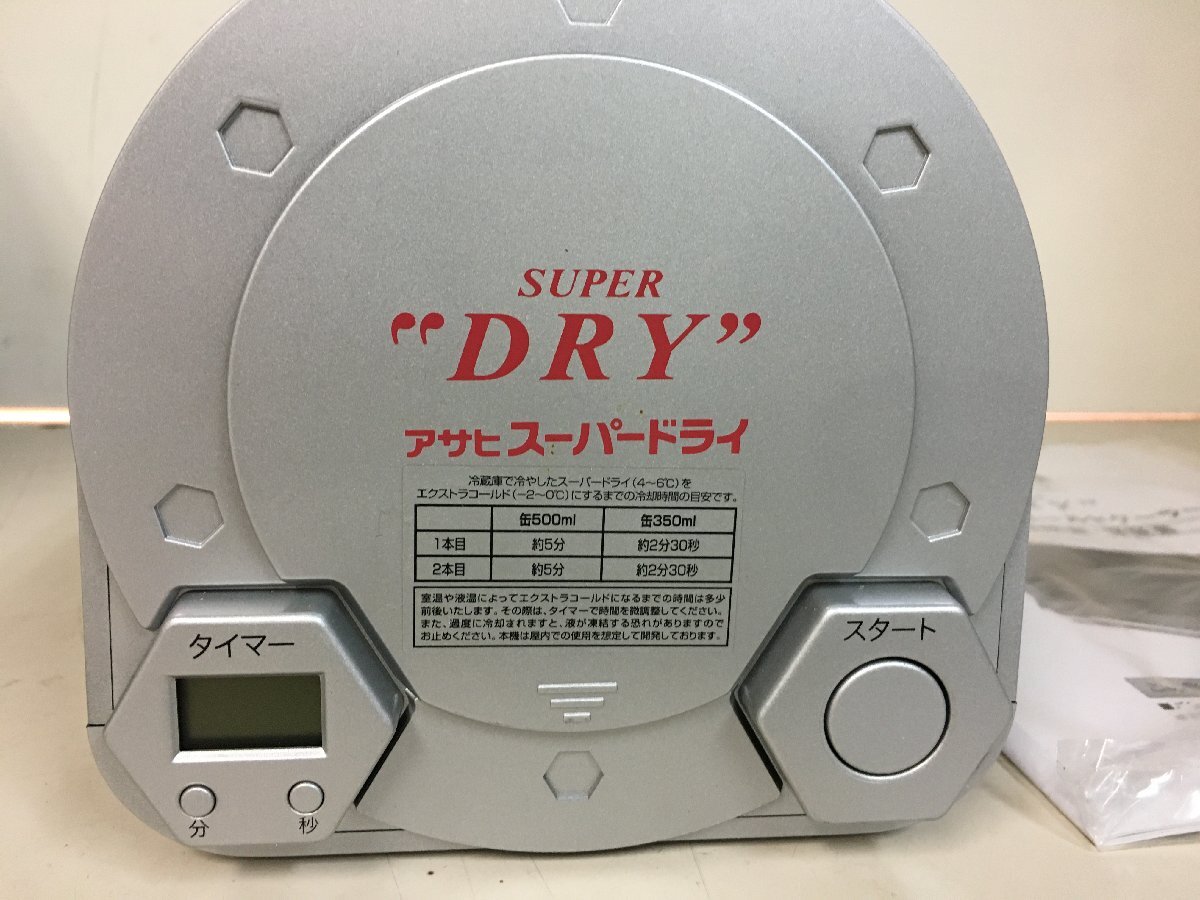 SUPER
“DRY”
アサヒスーパードライ
冷蔵庫で冷やしたスーパードライ(4～6℃)を
エクストラコールド(－2～0℃)にするまでの冷却時間の目安です。
缶500ml 缶350ml
1本目 約5分 約2分30秒
2本目 約5分 約2分30秒
室温や液温によってエクストラコールドになるまでの時間は多少
前後いたします。その際は、タイマーで時間を微調整してください。
また、過度に冷却されますと、液が凍結する恐れがありますので
お止めください。本機は屋内での使用を想定して開発しております。
タイマー
スタート
分 秒